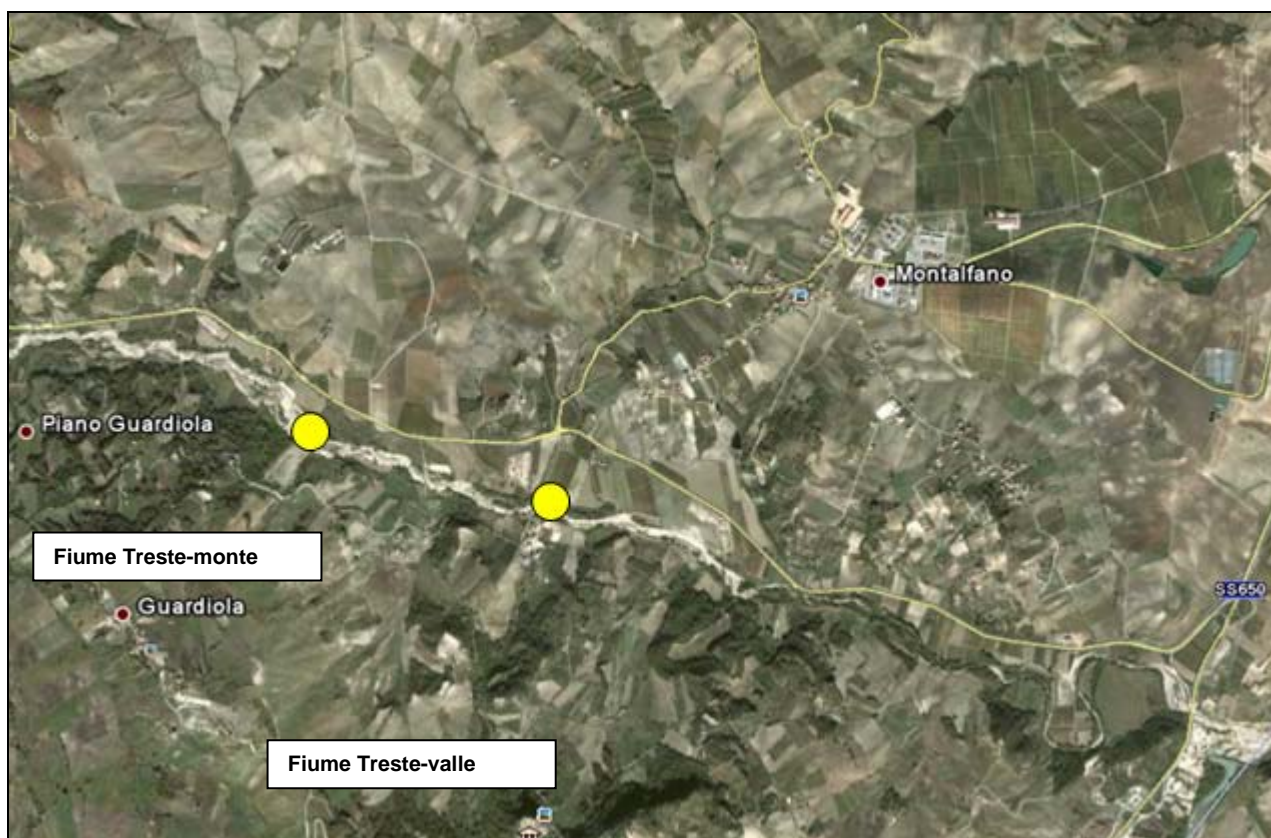 Montalfano
Piano Guardiola
Fiume Treste-monte
SS650
Guardiola
Fiume Treste-valle